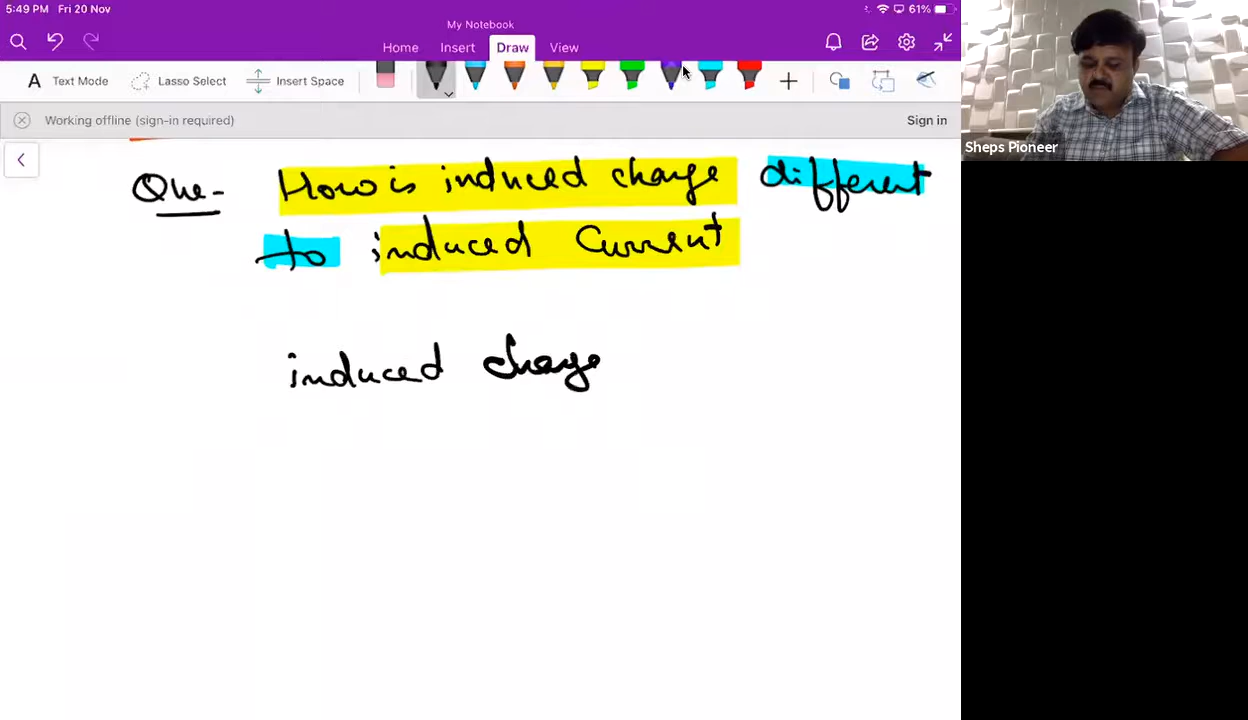 5:49 PM Fri 20 Nov
61%
My Notebook
Home Insert Draw View
A Text Mode Lasso Select Insert Space
Working offline (sign-in required)
Sign in
Sheps Pioneer
Que- How is induced charge different
to induced Current
induced charge